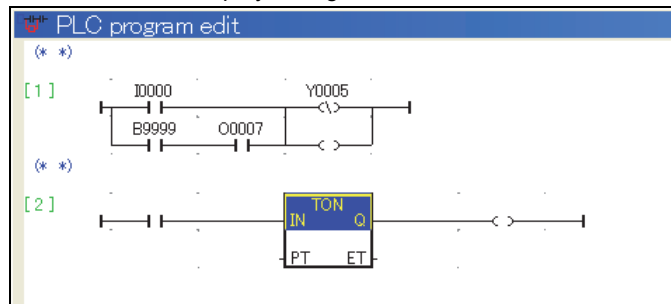 PLC program edit
(* *)
[1] I0000 Y0005
B9999 O0007
(* *)
[2] TON
IN Q
PT ET